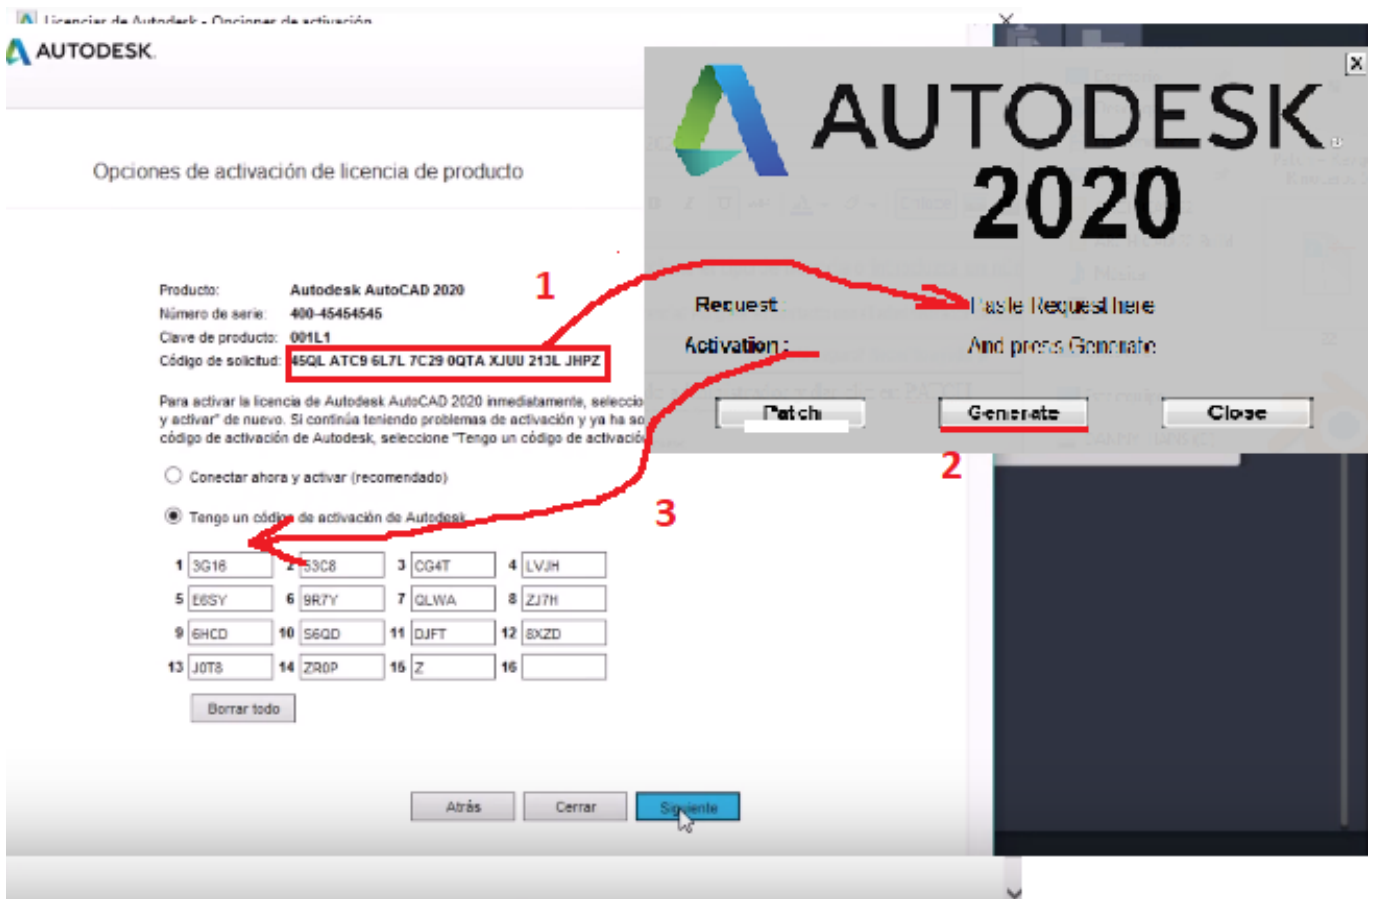 Licenciar de Autodesk - Opciones de activación
AUTODESK.
AUTODESK
2020
Opciones de activación de licencia de producto
1
Producto: Autodesk AutoCAD 2020
Número de serie: 400-45454545
Clave de producto: 001L1
Código de solicitud: 45QL ATC9 6L7L 7C29 0QTA XJUU 213L JHPZ
Request: Paste Request here
Activation: And press Generate
Patch Generate Close
2
Para activar la licencia de Autodesk AutoCAD 2020 inmediatamente, seleccio
y activar" de nuevo. Si continúa teniendo problemas de activación y ya ha so
código de activación de Autodesk, seleccione "Tengo un código de activación
Conectar ahora y activar (recomendado)
3
Tengo un código de activación de Autodesk
1 3G16 2 53C8 3 CG4T 4 LVJH
5 E6SY 6 9R7Y 7 QLWA 8 ZJ7H
9 6HCD 10 S6QD 11 DJFT 12 8XZD
13 J0T8 14 ZR0P 15 Z 16
Borrar todo
Atrás Cerrar Siguiente